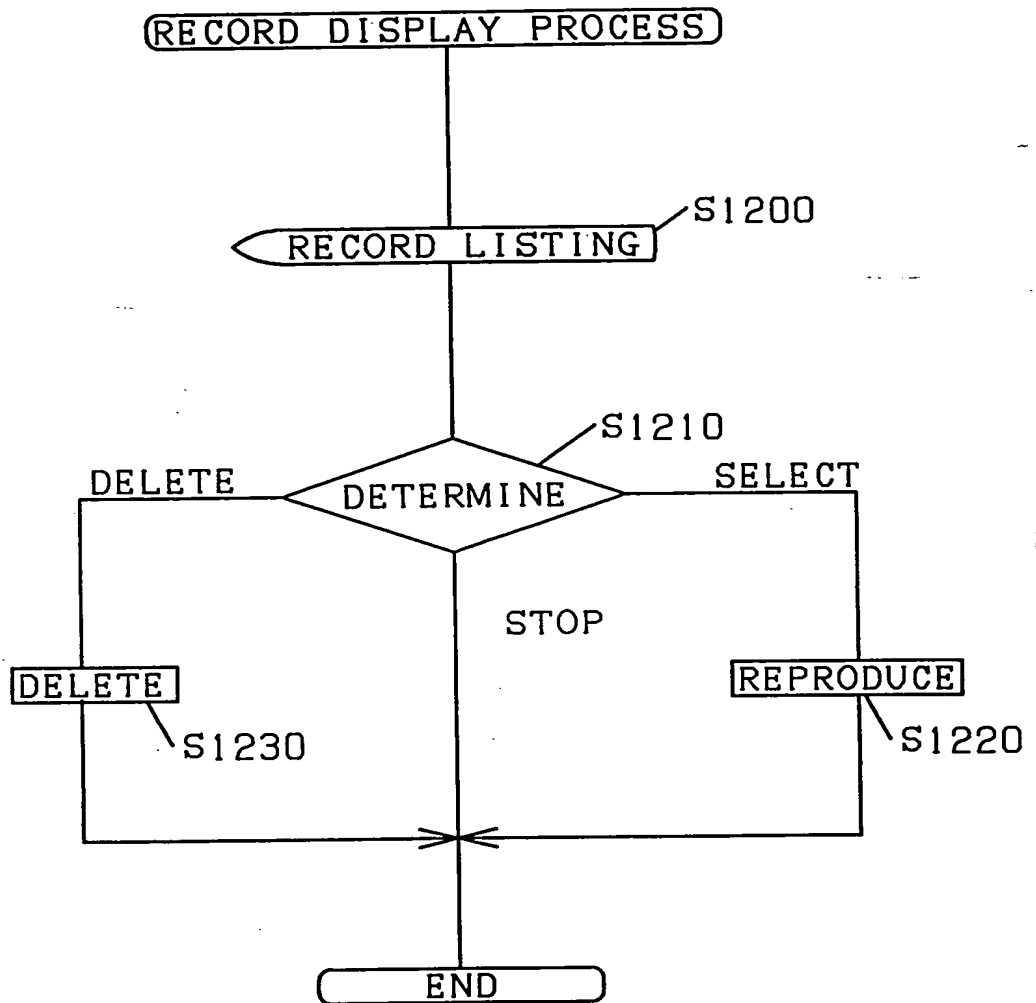 RECORD DISPLAY PROCESS
RECORD LISTING
S1200
S1210
DELETE
DETERMINE
SELECT
STOP
DELETE
REPRODUCE
S1230
S1220
END